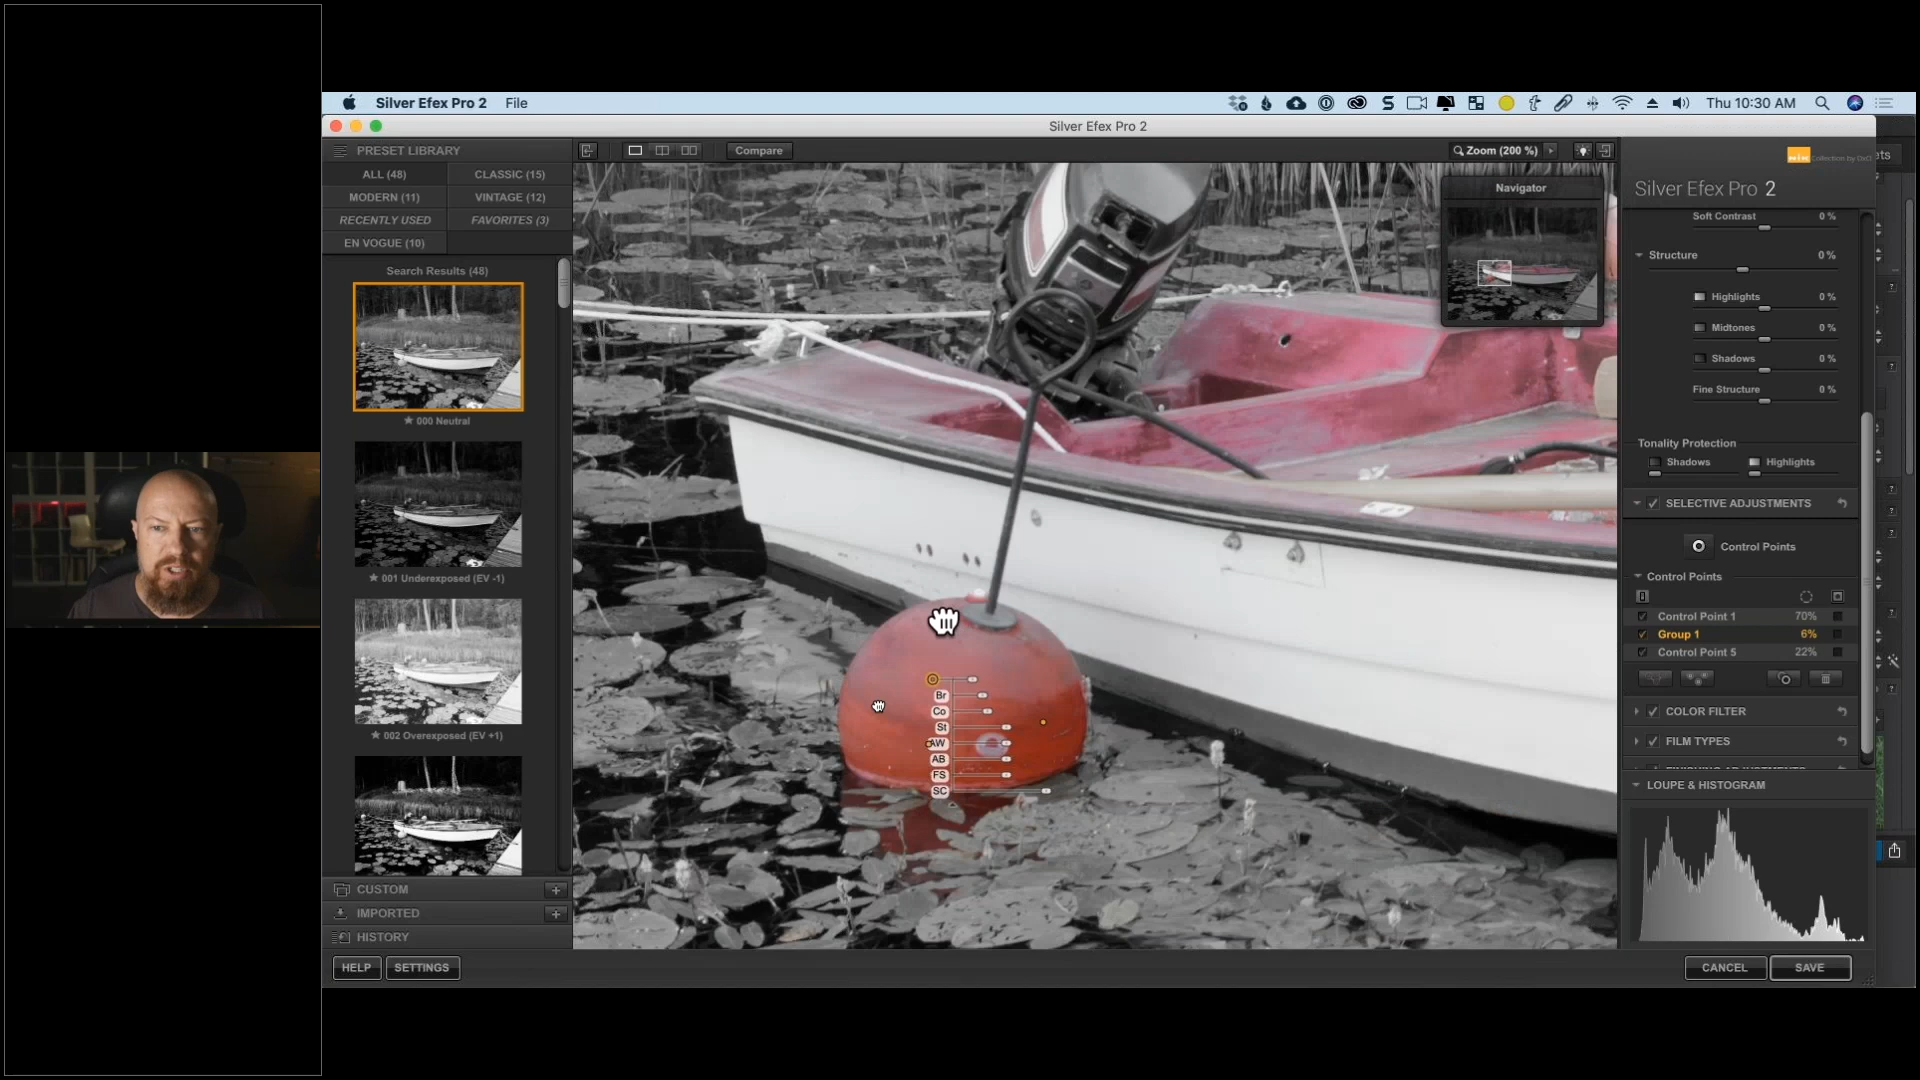 Silver Efex Pro 2 File
Thu 10:30 AM
Silver Efex Pro 2
PRESET LIBRARY
ALL (48) CLASSIC (15)
MODERN (11) VINTAGE (12)
RECENTLY USED FAVORITES (3)
EN VOGUE (10)
Search Results (48)
000 Neutral
001 Underexposed (EV -1)
002 Overexposed (EV +1)
CUSTOM
IMPORTED
HISTORY
HELP SETTINGS
Compare
Zoom (200 %)
Navigator
Br
Co
St
AW
AB
FS
SC
Collection by DxO
Silver Efex Pro 2
Soft Contrast 0 %
Structure 0 %
Highlights 0 %
Midtones 0 %
Shadows 0 %
Fine Structure 0 %
Tonality Protection
Shadows Highlights
SELECTIVE ADJUSTMENTS
Control Points
Control Points
Control Point 1 70%
Group 1 6%
Control Point 5 22%
COLOR FILTER
FILM TYPES
LOUPE & HISTOGRAM
CANCEL SAVE